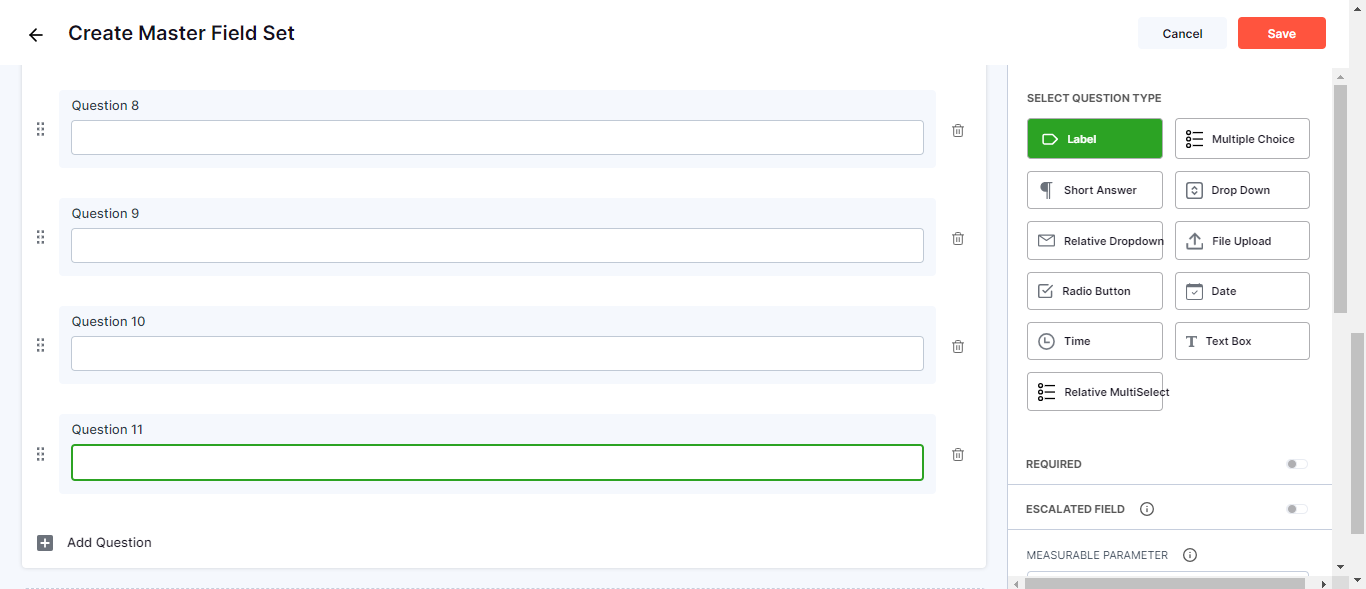 Create Master Field Set
Cancel
Save
Question 8
Question 9
Question 10
Question 11
Add Question
SELECT QUESTION TYPE
Label
Multiple Choice
Short Answer
Drop Down
Relative Dropdown
File Upload
Radio Button
Date
Time
Text Box
Relative MultiSelect
REQUIRED
ESCALATED FIELD
MEASURABLE PARAMETER